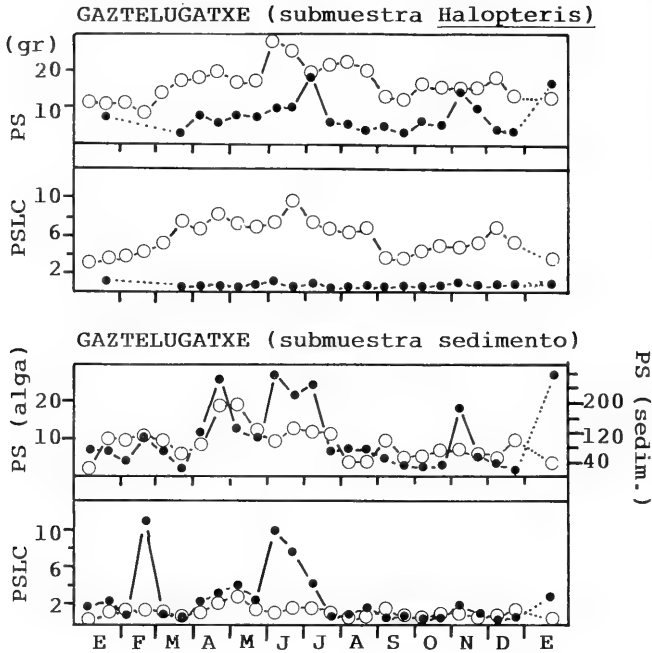 GAZTELUGATXE (submuestra Halopteris)
(gr)
20
10
PS
10
6
2
PSLC
GAZTELUGATXE (submuestra sedimento)
PS (alga)
20
10
PS (sedim.)
200
120
40
PSLC
10
6
2
E F M A M J J A S O N D E